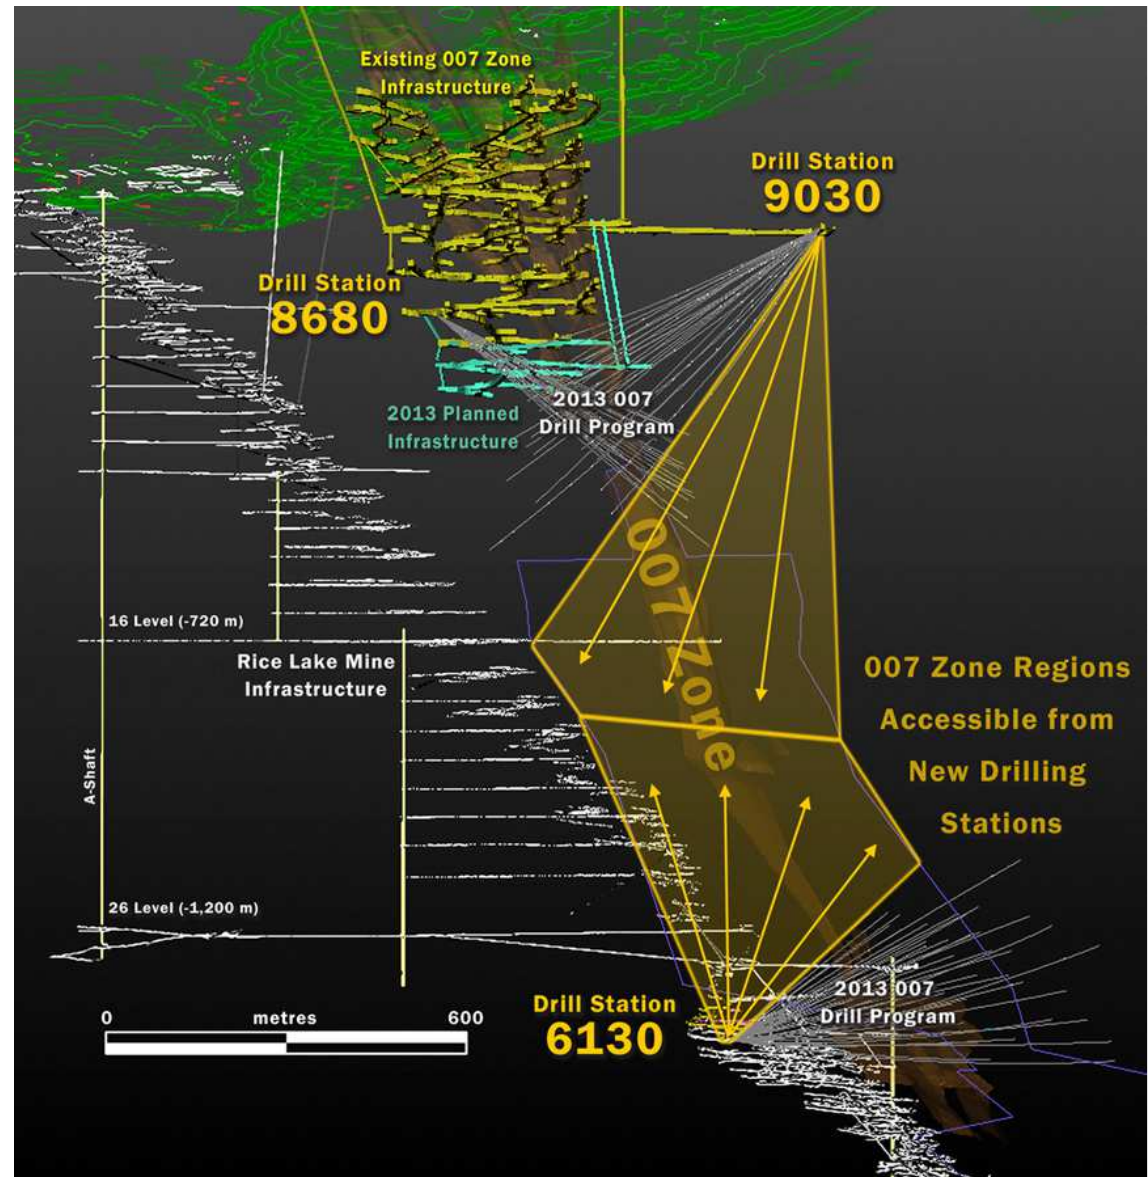 Existing 007 Zone
Infrastructure
Drill Station
9030
Drill Station
8680
2013 007
Drill Program
2013 Planned
Infrastructure
007 Zone
16 Level (-720 m)
Rice Lake Mine
Infrastructure
007 Zone Regions
Accessible from
New Drilling
Stations
A-Shaft
26 Level (-1,200 m)
2013 007
Drill Program
Drill Station
6130
0 metres 600